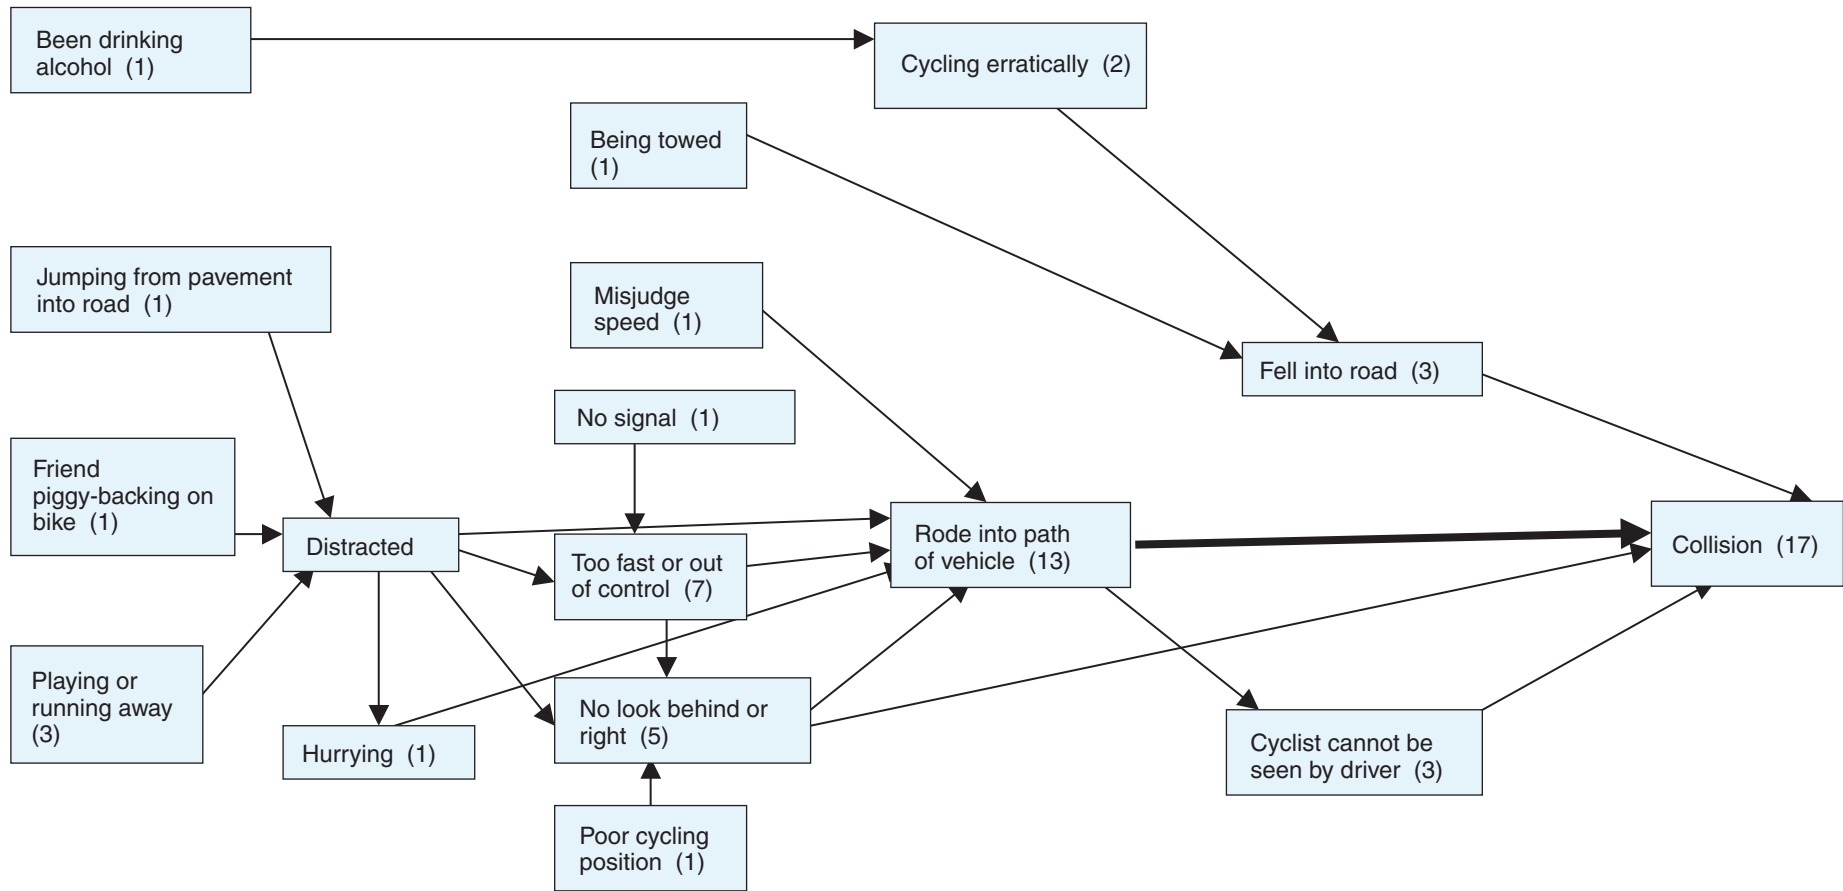 Been drinking
alcohol (1)
Cycling erratically (2)
Being towed
(1)
Jumping from pavement
into road (1)
Misjudge
speed (1)
Fell into road (3)
No signal (1)
Friend
piggy-backing on
bike (1)
Distracted
Too fast or out
of control (7)
Rode into path
of vehicle (13)
Collision (17)
Playing or
running away
(3)
Hurrying (1)
No look behind or
right (5)
Cyclist cannot be
seen by driver (3)
Poor cycling
position (1)